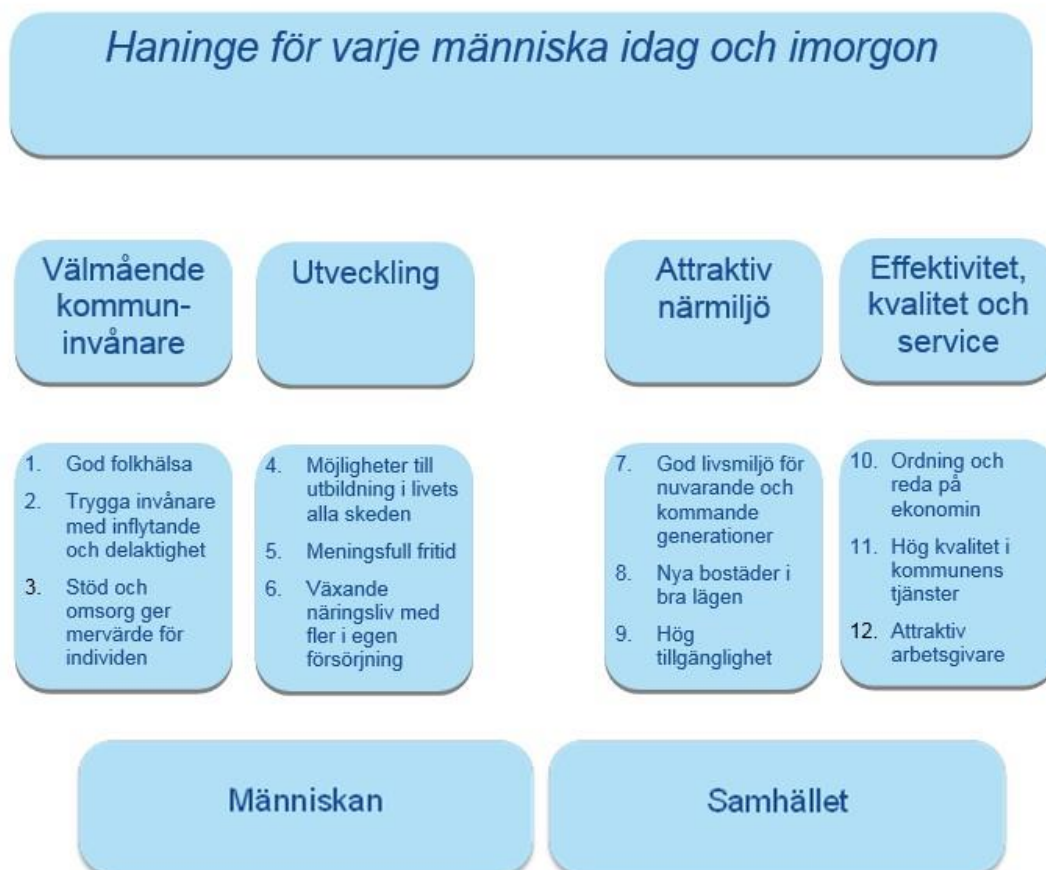 Haninge för varje människa idag och imorgon
Välmående
kommun-
invånare
Utveckling
Attraktiv
närmiljö
Effektivitet,
kvalitet och
service
1. God folkhälsa
2. Trygga invånare
med inflytande
och delaktighet
3. Stöd och
omsorg ger
mervärde för
individen
4. Möjligheter till
utbildning i livets
alla skeden
5. Meningsfull fritid
6. Växande
näringsliv med
fler i egen
försörjning
7. God livsmiljö för
nuvarande och
kommande
generationer
8. Nya bostäder i
bra lägen
9. Hög
tillgänglighet
10. Ordning och
reda på
ekonomin
11. Hög kvalitet i
kommunens
tjänster
12. Attraktiv
arbetsgivare
Människan
Samhället